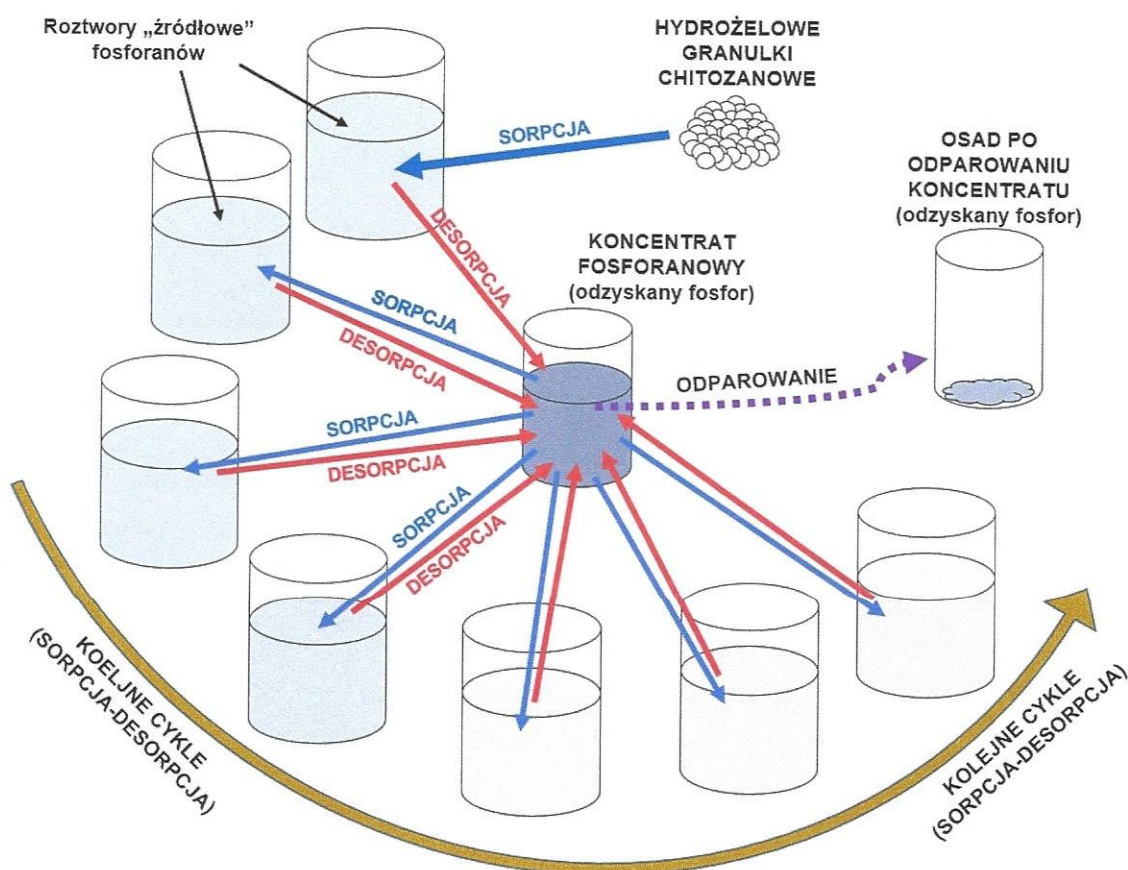 Roztwory „źródłowe”
fosforanów
HYDROŻELOWE
GRANULKI
CHITOZANOWE
SORPCJA
OSAD PO
ODPAROWANIU
KONCENTRATU
(odzyskany fosfor)
DESORPCJA
KONCENTRAT
FOSFORANOWY
(odzyskany fosfor)
SORPCJA
DESORPCJA
ODPAROWANIE
SORPCJA
DESORPCJA
SORPCJA
DESORPCJA
KOELJNE CYKLE
(SORPCJA-DESORPCJA)
KOLEJNE CYKLE
(SORPCJA-DESORPCJA)